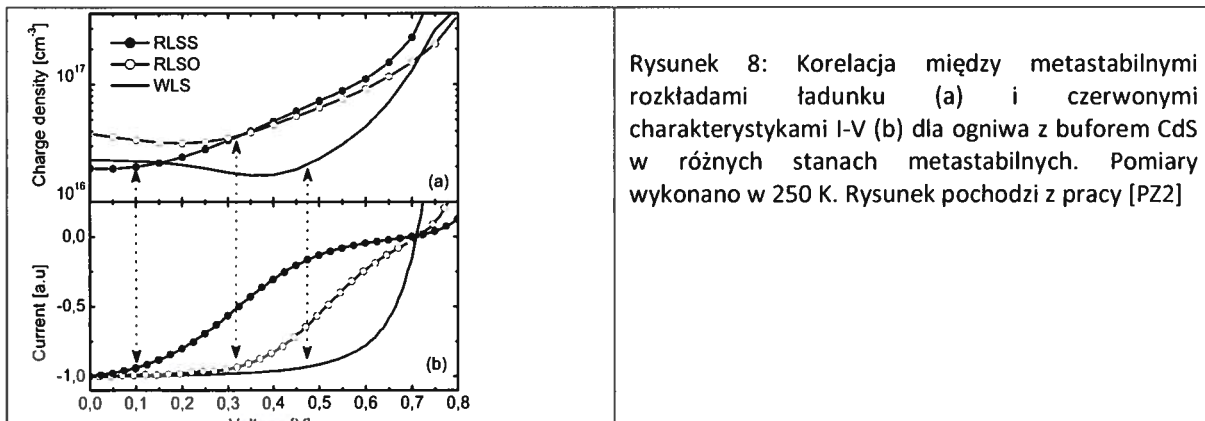 Charge density [cm⁻³]
10¹⁷
10¹⁶
RLSS
RLSO
WLS
(a)
Current [a.u]
0,0
-0,5
-1,0
(b)
0,0 0,1 0,2 0,3 0,4 0,5 0,6 0,7 0,8
Rysunek 8: Korelacja między metastabilnymi
rozkładami ładunku (a) i czerwonymi
charakterystykami I-V (b) dla ogniwa z buforem CdS
w różnych stanach metastabilnych. Pomiary
wykonano w 250 K. Rysunek pochodzi z pracy [PZ2]